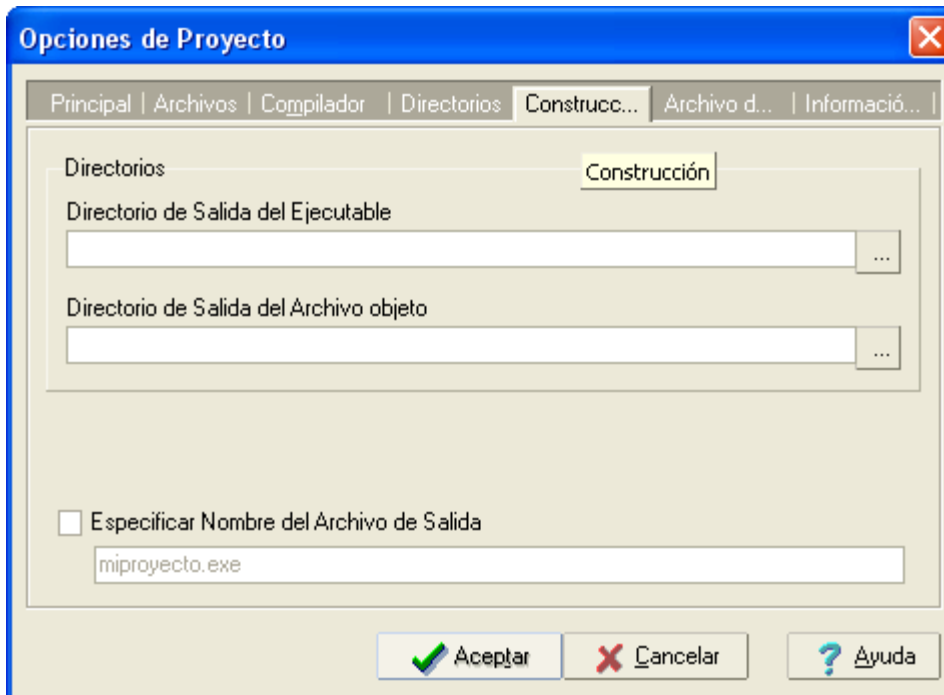 Opciones de Proyecto
Principal | Archivos | Compilador | Directorios Construcc... Archivo d... | Informació... |
Construcción
Directorios
Directorio de Salida del Ejecutable
...
Directorio de Salida del Archivo objeto
...
Especificar Nombre del Archivo de Salida
miproyecto.exe
Aceptar Cancelar ? Ayuda